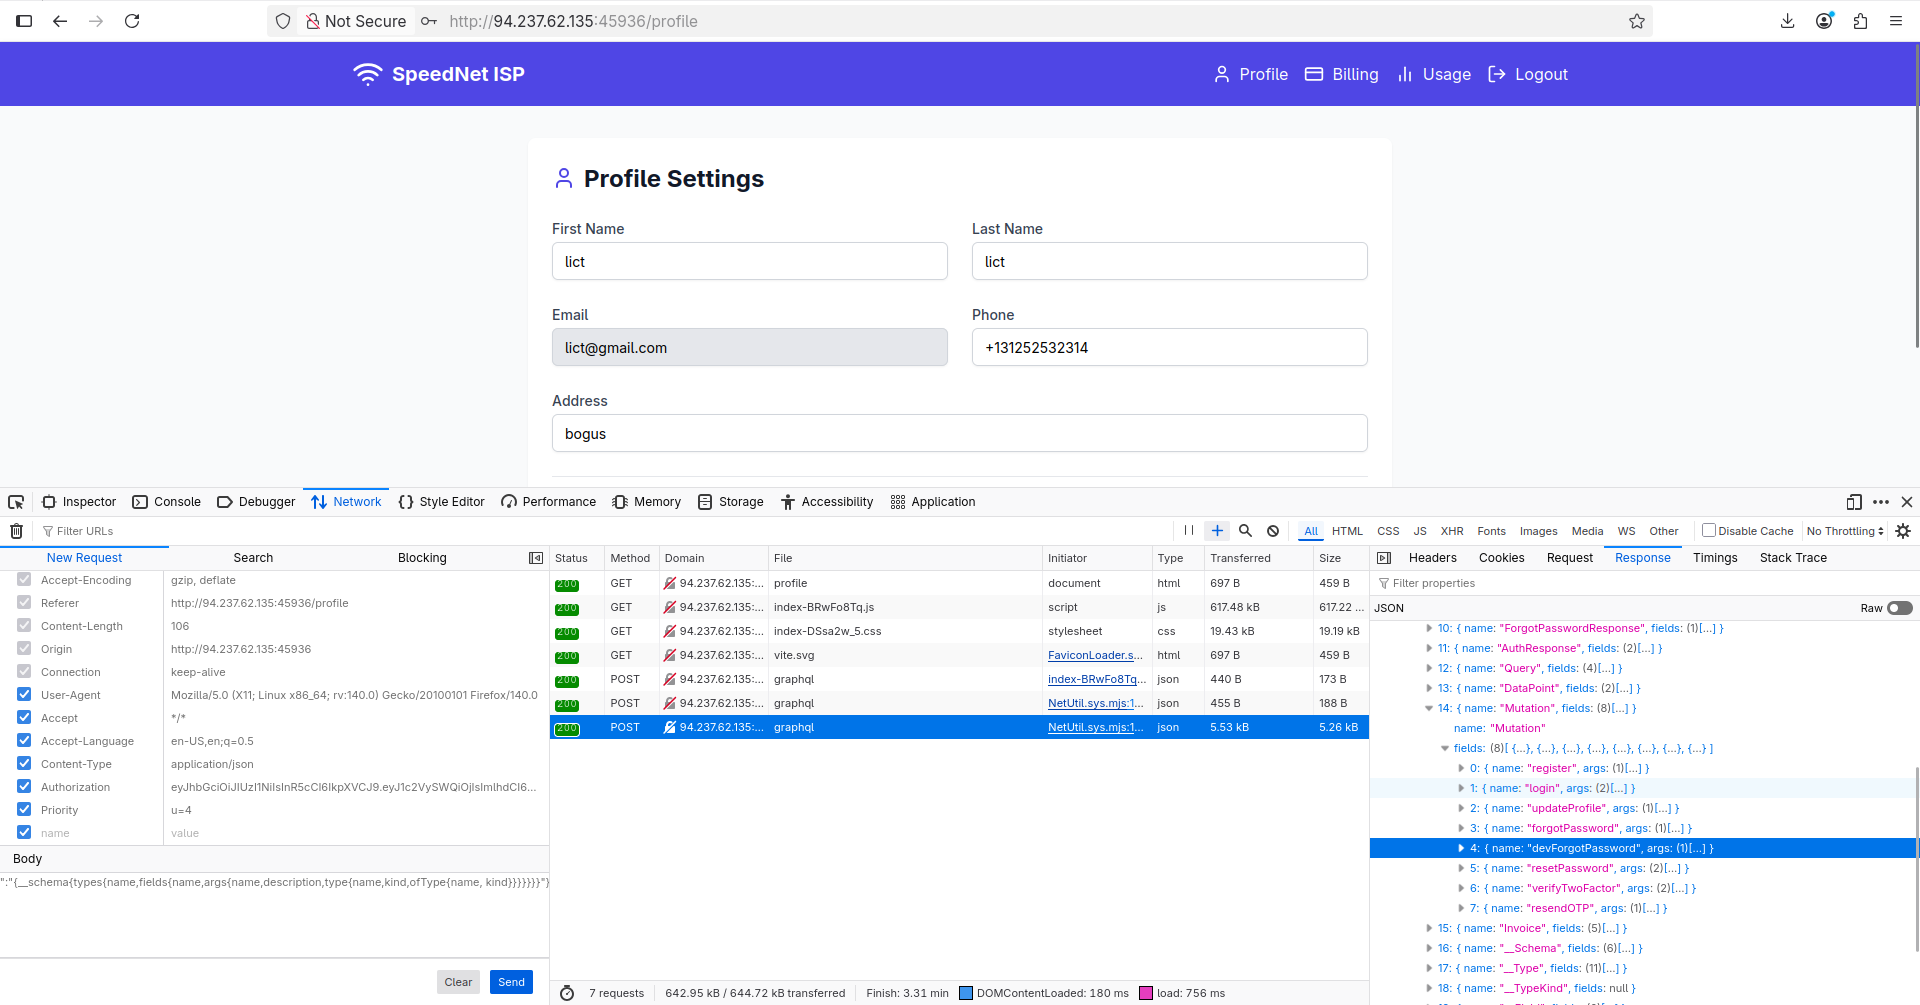 Not Secure http://94.237.62.135:45936/profile
SpeedNet ISP
Profile Billing Usage Logout
Profile Settings
First Name Last Name
lict lict
Email Phone
lict@gmail.com +131252532314
Address
bogus
Inspector Console Debugger Network Style Editor Performance Memory Storage Accessibility Application
Filter URLs All HTML CSS JS XHR Fonts Images Media WS Other Disable Cache No Throttling
New Request Search Blocking
Accept-Encoding gzip, deflate
Referer http://94.237.62.135:45936/profile
Content-Length 106
Origin http://94.237.62.135:45936
Connection keep-alive
User-Agent Mozilla/5.0 (X11; Linux x86_64; rv:140.0) Gecko/20100101 Firefox/140.0
Accept */*
Accept-Language en-US,en;q=0.5
Content-Type application/json
Authorization eyJhbGciOiJIUzI1NiIsInR5cCI6IkpXVCJ9.eyJ1c2VySWQiOjIsImlhdCI6...
Priority u=4
name value
Body
":"{__schema{types{name,fields{name,args{name,description,type{name,kind,ofType{name, kind}}}}}}}"}
Clear Send
Status Method Domain File Initiator Type Transferred Size
200 GET 94.237.62.135:... profile document html 697 B 459 B
200 GET 94.237.62.135:... index-BRwFo8Tq.js script js 617.48 kB 617.22 ...
200 GET 94.237.62.135:... index-DSsa2w_5.css stylesheet css 19.43 kB 19.19 kB
200 GET 94.237.62.135:... vite.svg FaviconLoader.s... html 697 B 459 B
200 POST 94.237.62.135:... graphql index-BRwFo8Tq... json 440 B 173 B
200 POST 94.237.62.135:... graphql NetUtil.sys.mjs:1... json 455 B 188 B
200 POST 94.237.62.135:... graphql NetUtil.sys.mjs:1... json 5.53 kB 5.26 kB
7 requests 642.95 kB / 644.72 kB transferred Finish: 3.31 min DOMContentLoaded: 180 ms load: 756 ms
Headers Cookies Request Response Timings Stack Trace
Filter properties
JSON Raw
10: { name: "ForgotPasswordResponse", fields: (1)[...] }
11: { name: "AuthResponse", fields: (2)[...] }
12: { name: "Query", fields: (4)[...] }
13: { name: "DataPoint", fields: (2)[...] }
14: { name: "Mutation", fields: (8)[...] }
name: "Mutation"
fields: (8)[ {...}, {...}, {...}, {...}, {...}, {...}, {...}, {...} ]
0: { name: "register", args: (1)[...] }
1: { name: "login", args: (2)[...] }
2: { name: "updateProfile", args: (1)[...] }
3: { name: "forgotPassword", args: (1)[...] }
4: { name: "devForgotPassword", args: (1)[...] }
5: { name: "resetPassword", args: (2)[...] }
6: { name: "verifyTwoFactor", args: (2)[...] }
7: { name: "resendOTP", args: (1)[...] }
15: { name: "Invoice", fields: (5)[...] }
16: { name: "__Schema", fields: (6)[...] }
17: { name: "__Type", fields: (11)[...] }
18: { name: "__TypeKind", fields: null }